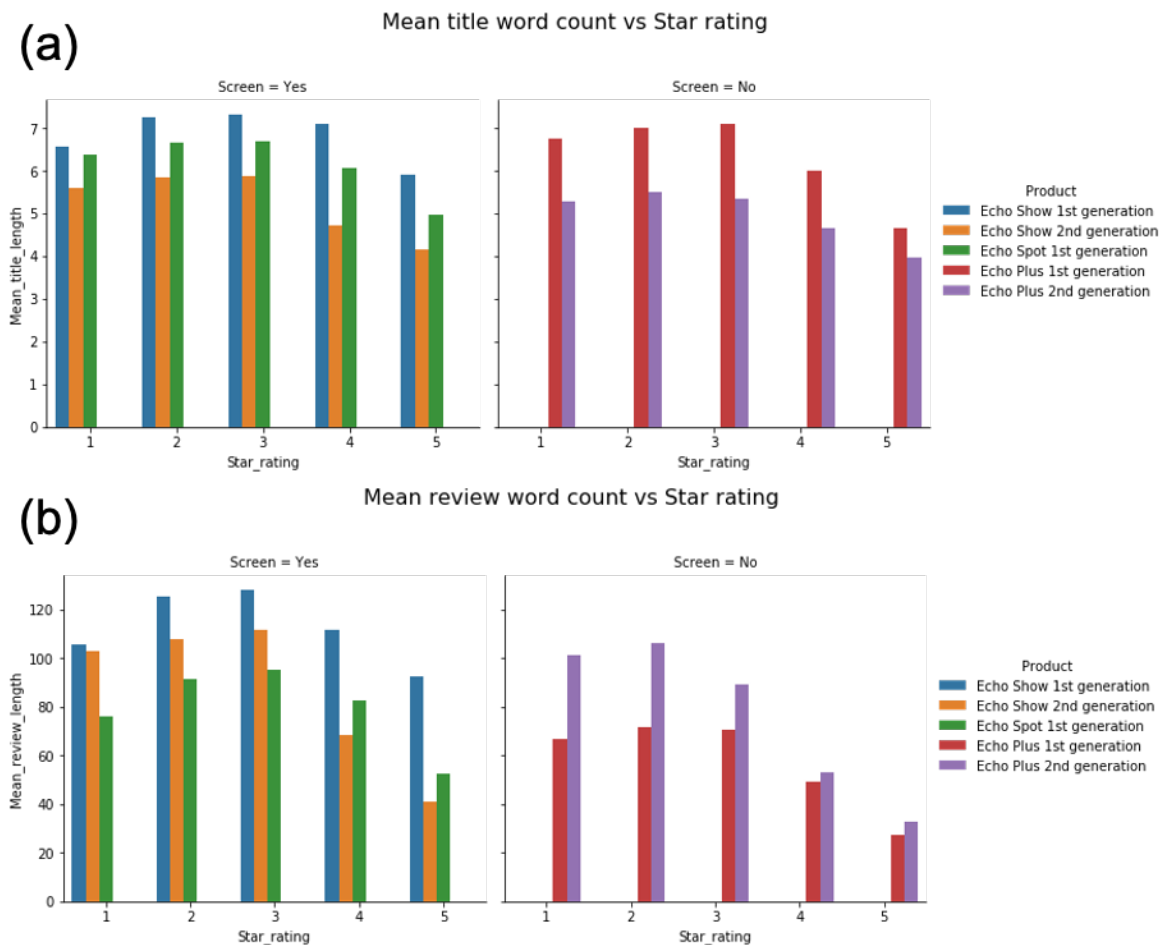 (a)
Mean title word count vs Star rating
Screen = Yes
Screen = No
Mean_title_length
7
6
5
4
3
2
1
0
1 2 3 4 5
Star_rating
1 2 3 4 5
Star_rating
Product
Echo Show 1st generation
Echo Show 2nd generation
Echo Spot 1st generation
Echo Plus 1st generation
Echo Plus 2nd generation
(b)
Mean review word count vs Star rating
Screen = Yes
Screen = No
Mean_review_length
120
100
80
60
40
20
0
1 2 3 4 5
Star_rating
1 2 3 4 5
Star_rating
Product
Echo Show 1st generation
Echo Show 2nd generation
Echo Spot 1st generation
Echo Plus 1st generation
Echo Plus 2nd generation